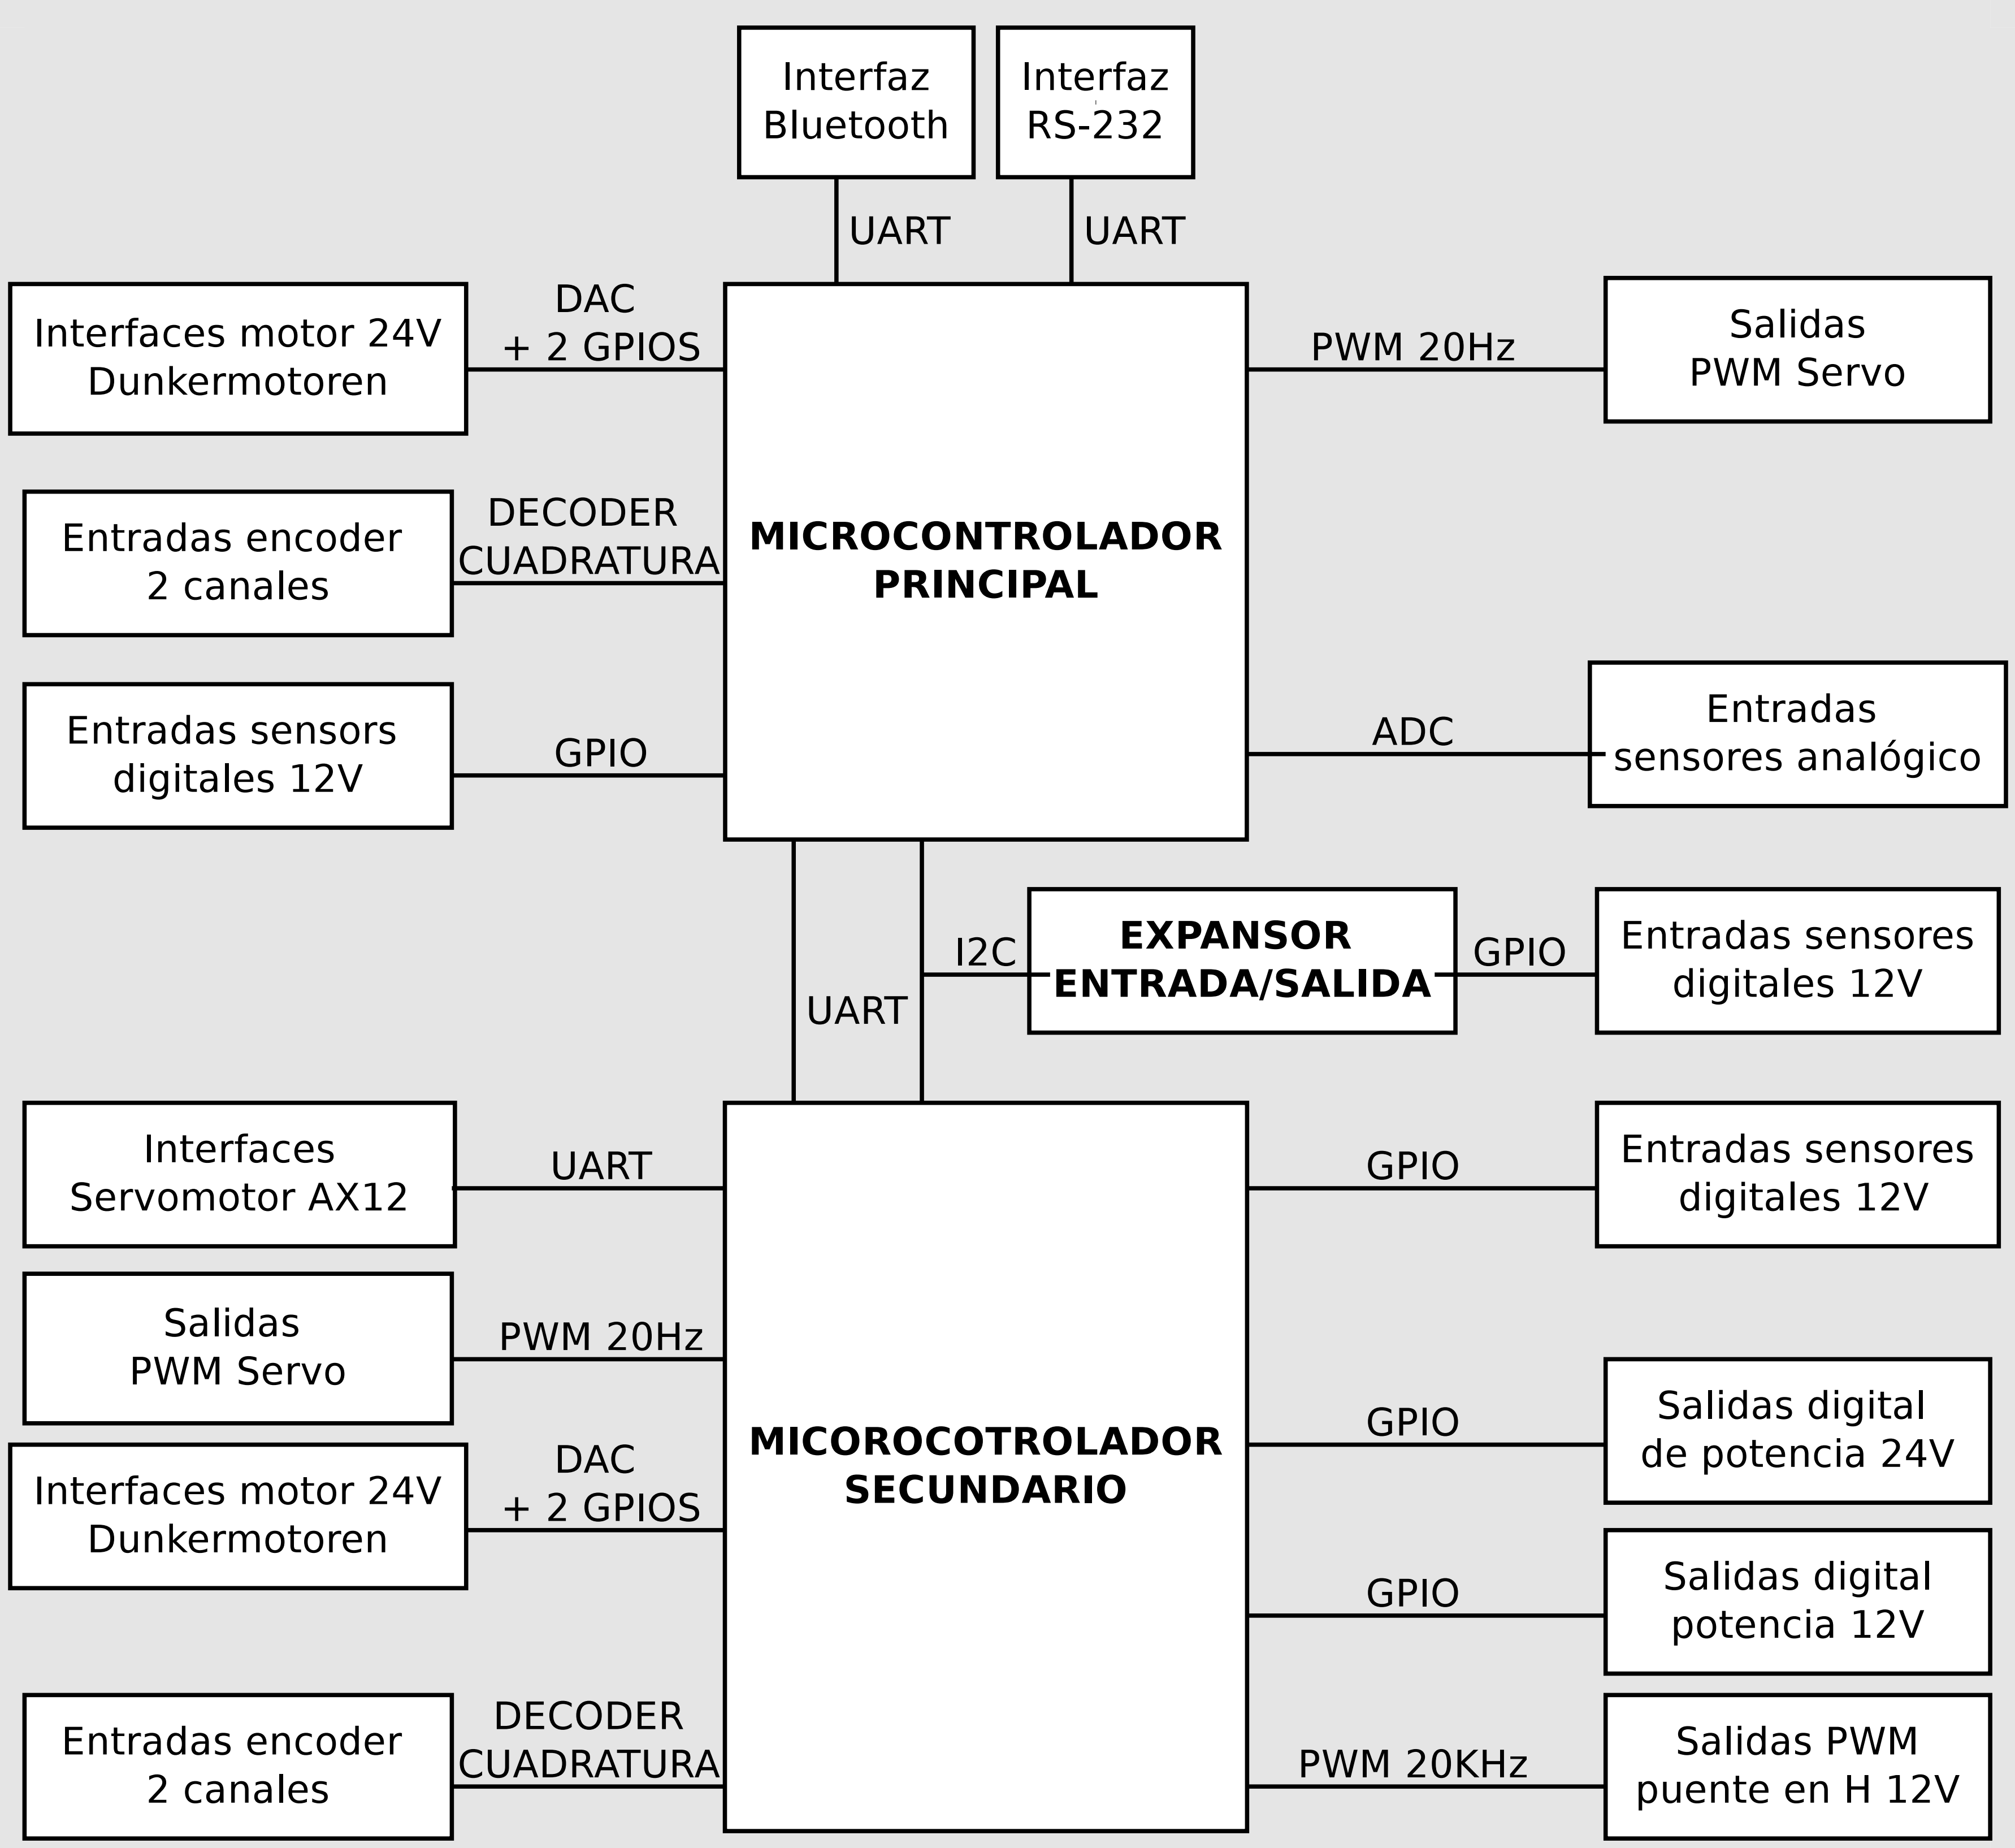 Interfaz
Bluetooth
Interfaz
RS-232
UART
UART
Interfaces motor 24V
Dunkermotoren
DAC
+ 2 GPIOS
PWM 20Hz
Salidas
PWM Servo
Entradas encoder
2 canales
DECODER
CUADRATURA
MICROCONTROLADOR
PRINCIPAL
Entradas sensors
digitales 12V
GPIO
ADC
Entradas
sensores analógico
UART
I2C
EXPANSOR
ENTRADA/SALIDA
GPIO
Entradas sensores
digitales 12V
Interfaces
Servomotor AX12
UART
GPIO
Entradas sensores
digitales 12V
Salidas
PWM Servo
PWM 20Hz
MICOROCOTROLADOR
SECUNDARIO
GPIO
Salidas digital
de potencia 24V
Interfaces motor 24V
Dunkermotoren
DAC
+ 2 GPIOS
GPIO
Salidas digital
potencia 12V
Entradas encoder
2 canales
DECODER
CUADRATURA
PWM 20KHz
Salidas PWM
puente en H 12V